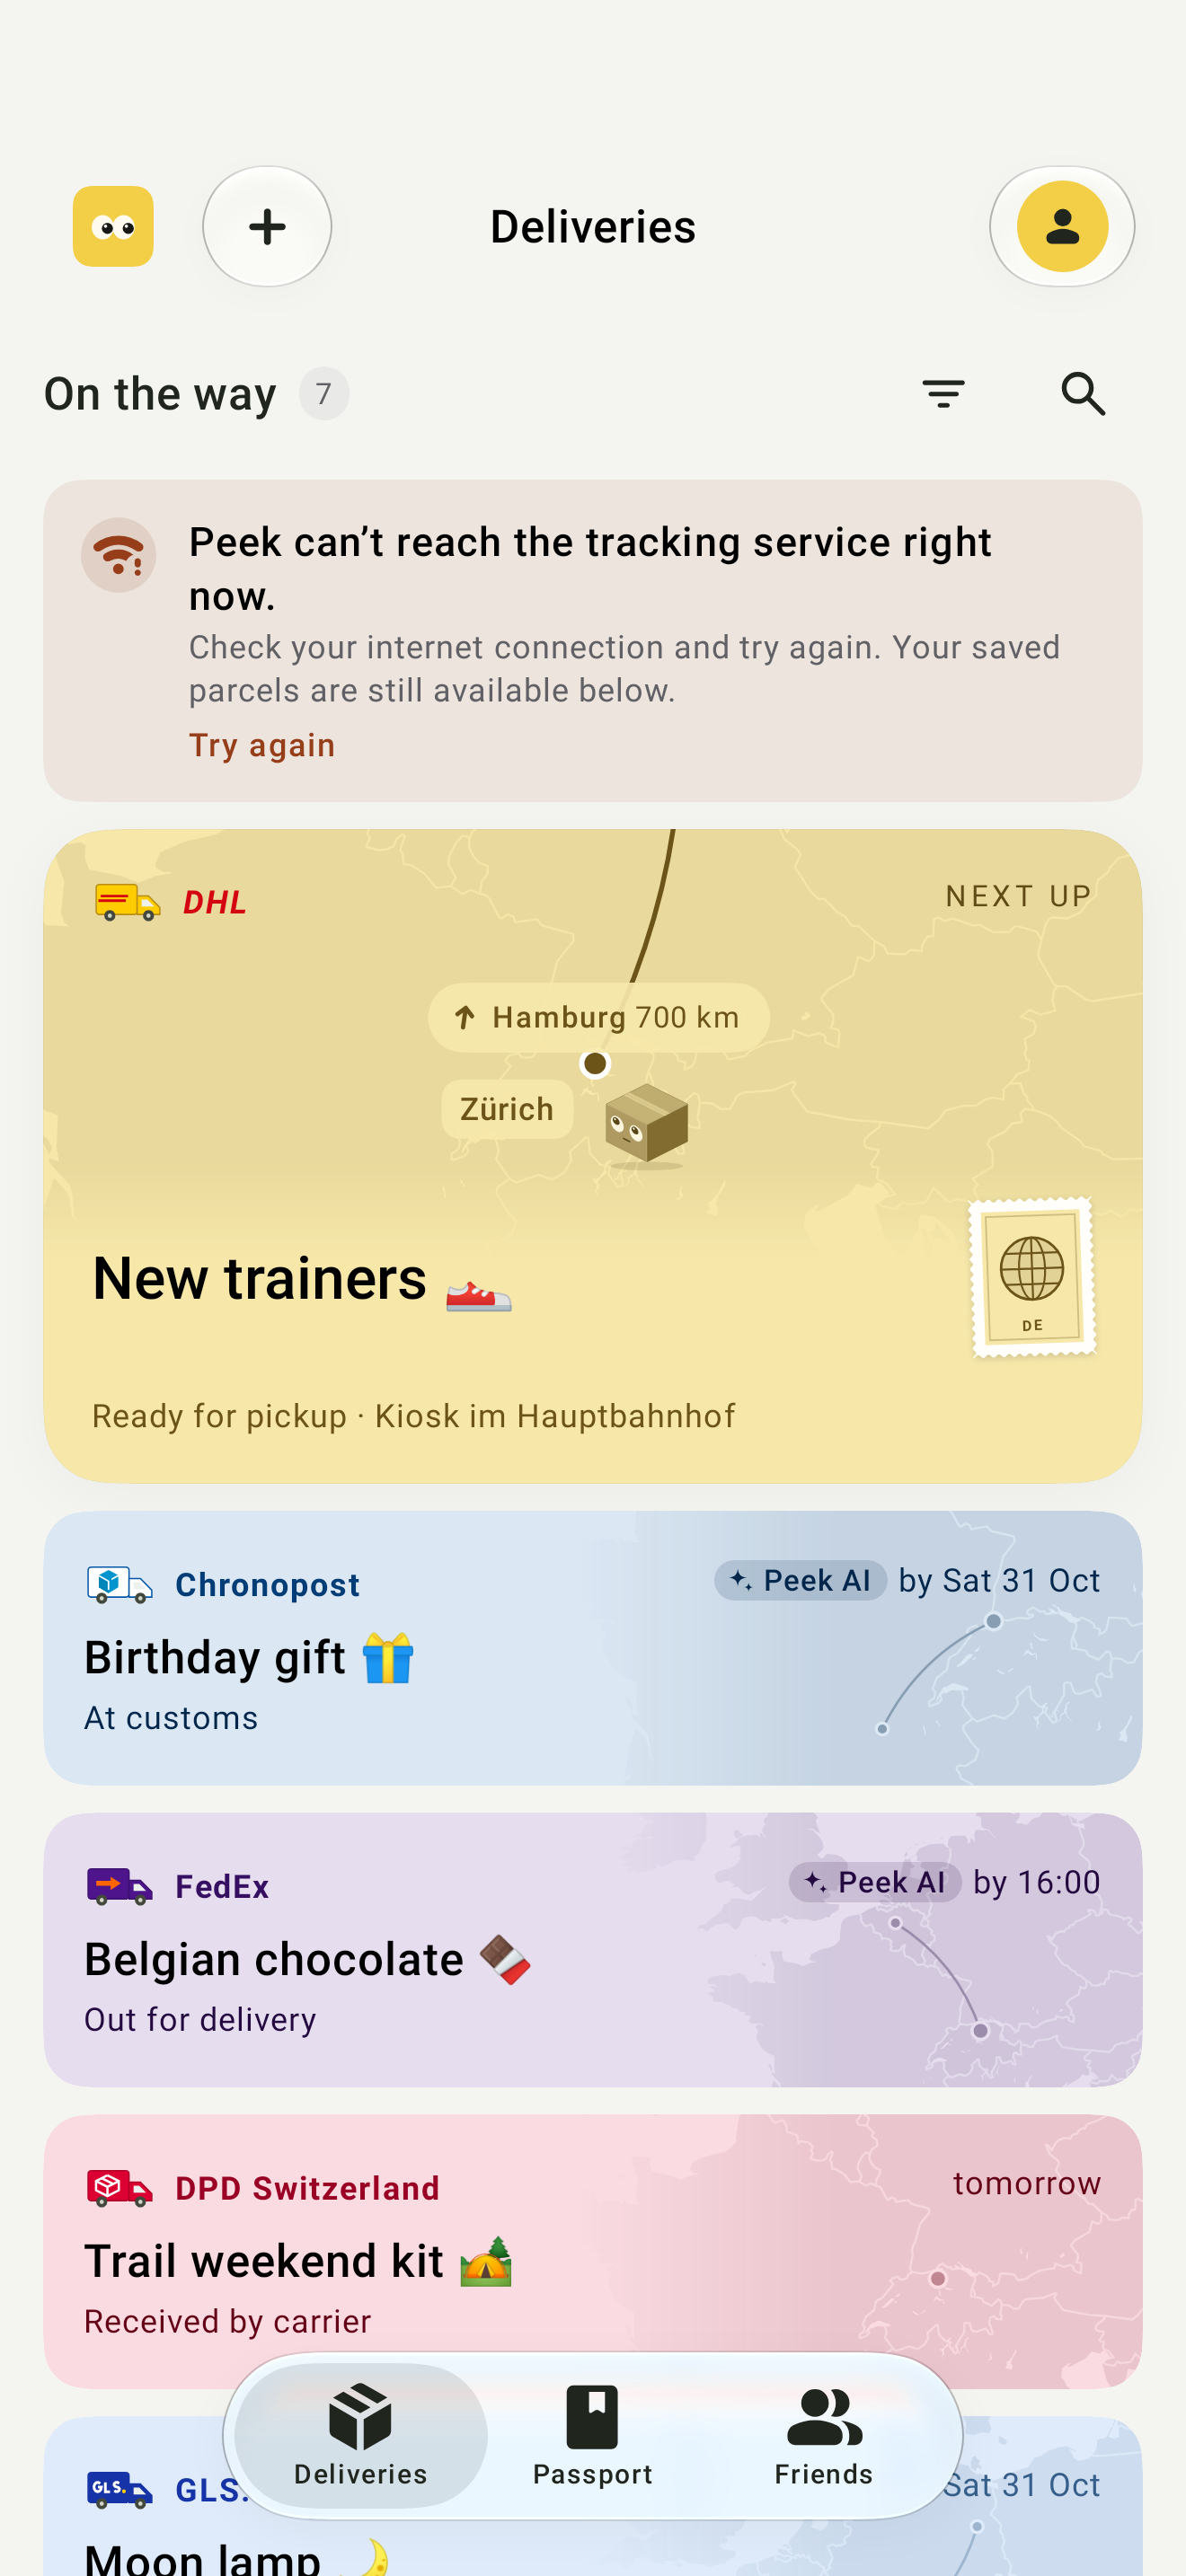 Deliveries
On the way 7
Peek can’t reach the tracking service right
now.
Check your internet connection and try again. Your saved
parcels are still available below.
Try again
DHL
NEXT UP
Hamburg 700 km
Zürich
New trainers
DE
Ready for pickup · Kiosk im Hauptbahnhof
Chronopost
Peek AI by Sat 31 Oct
Birthday gift
At customs
FedEx
Peek AI by 16:00
Belgian chocolate
Out for delivery
DPD Switzerland
tomorrow
Trail weekend kit
Received by carrier
Deliveries
Passport
Friends
GLS.
GLS.
Sat 31 Oct
Moon lamp